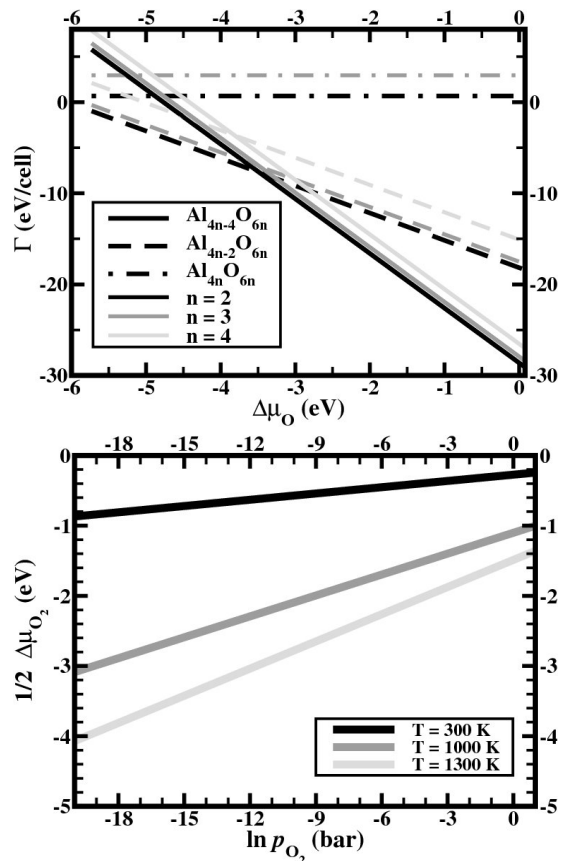 -6 -5 -4 -3 -2 -1 0
0 0
-10 -10
-20 -20
-30 -30
Γ (eV/cell)
Al4n-4O6n
Al4n-2O6n
Al4nO6n
n = 2
n = 3
n = 4
-6 -5 -4 -3 -2 -1 0
ΔμO (eV)
-18 -15 -12 -9 -6 -3 0
0 0
-1 -1
-2 -2
-3 -3
-4 -4
-5 -5
1/2 ΔμO2 (eV)
T = 300 K
T = 1000 K
T = 1300 K
-18 -15 -12 -9 -6 -3 0
ln pO2 (bar)